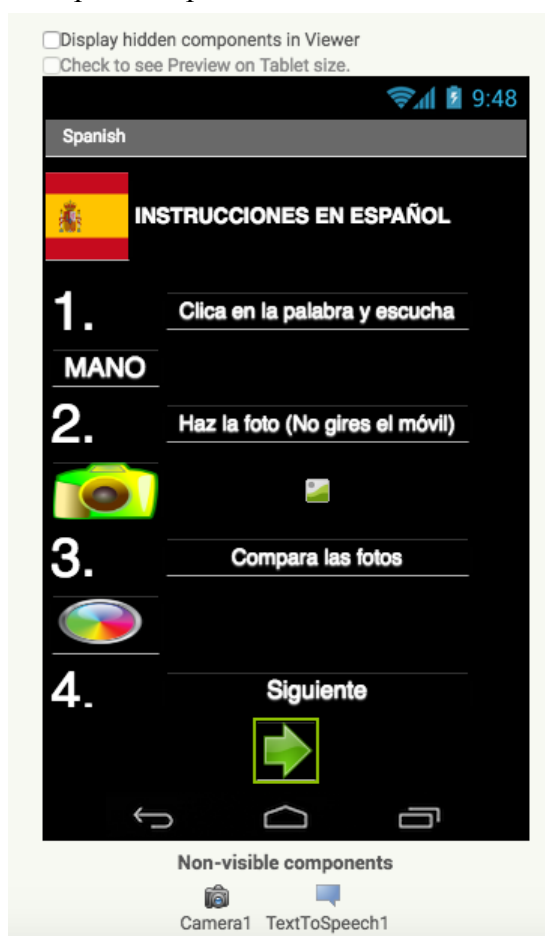 Display hidden components in Viewer
Check to see Preview on Tablet size.
9:48
Spanish
INSTRUCCIONES EN ESPAÑOL
1.
Clica en la palabra y escucha
MANO
2.
Haz la foto (No gires el móvil)
3.
Compara las fotos
4.
Siguiente
Non-visible components
Camera1 TextToSpeech1